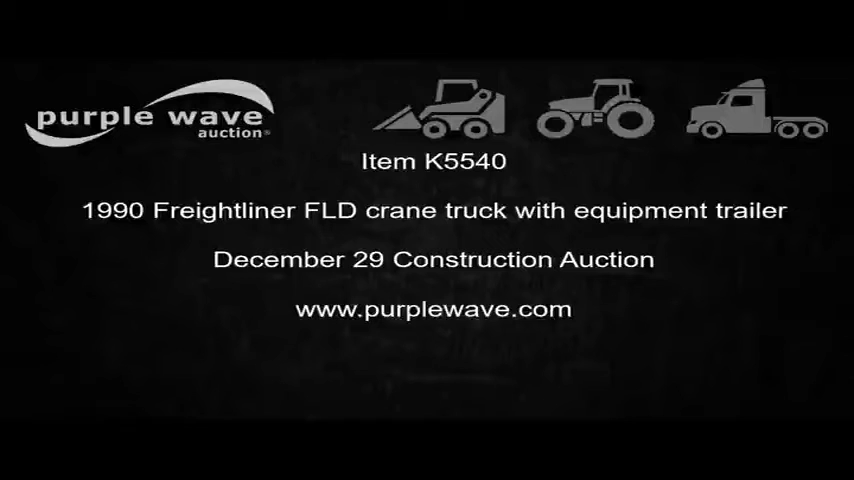 purple wave
auction®
Item K5540
1990 Freightliner FLD crane truck with equipment trailer
December 29 Construction Auction
www.purplewave.com